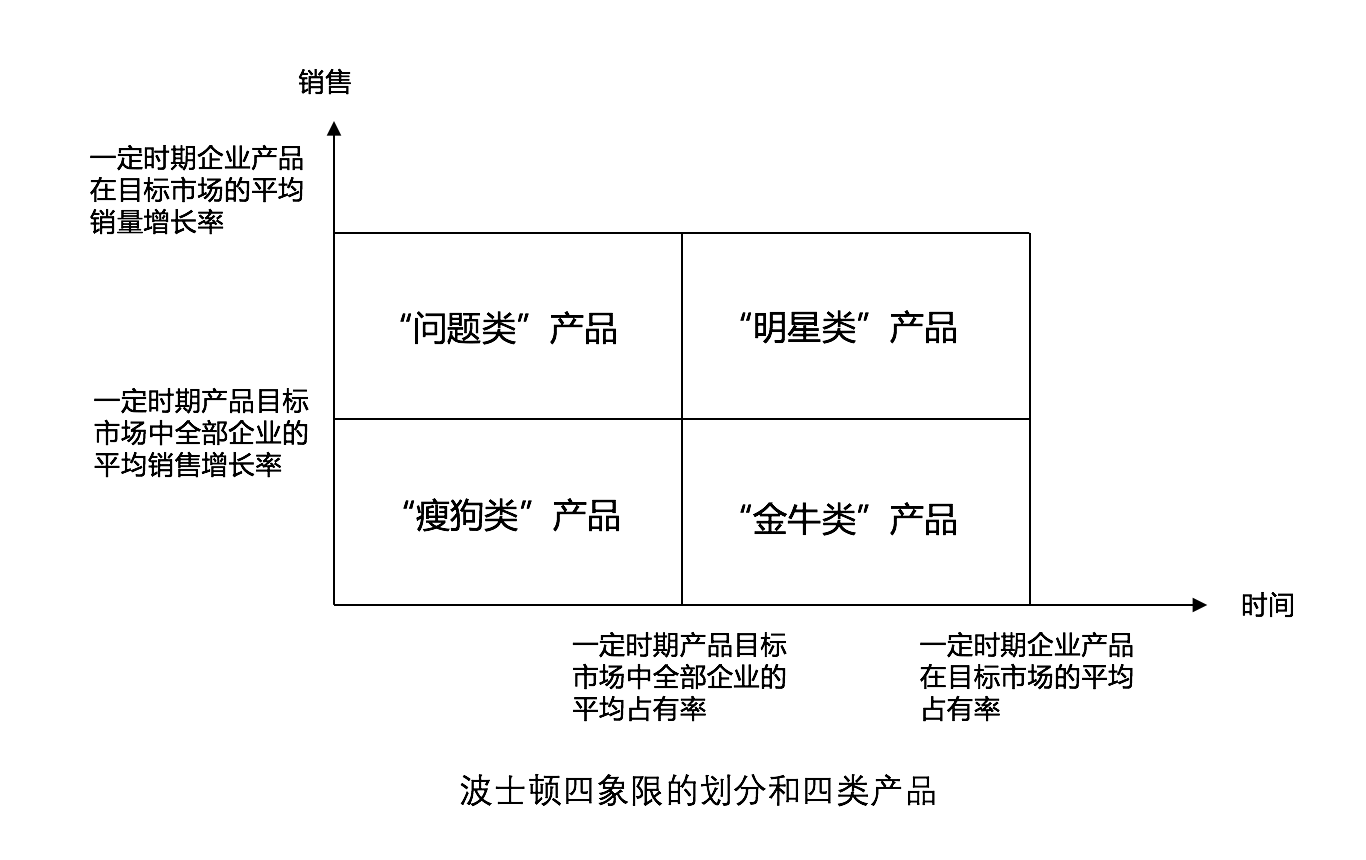 销售
一定时期企业产品
在目标市场的平均
销量增长率
“问题类”产品
“明星类”产品
一定时期产品目标
市场中全部企业的
平均销售增长率
“瘦狗类”产品
“金牛类”产品
时间
一定时期产品目标
市场中全部企业的
平均占有率
一定时期企业产品
在目标市场的平均
占有率
波士顿四象限的划分和四类产品